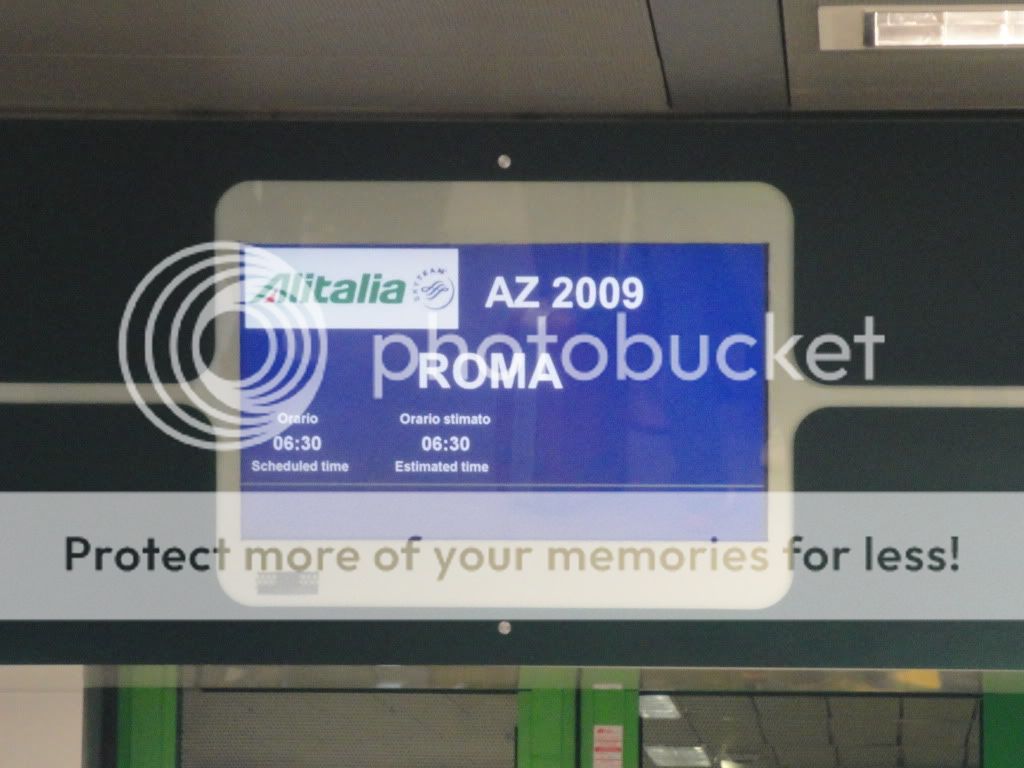 Alitalia SKYTEAM AZ 2009
photobucket
ROMA
Orario Orario stimato
06:30 06:30
Scheduled time Estimated time
Protect more of your memories for less!